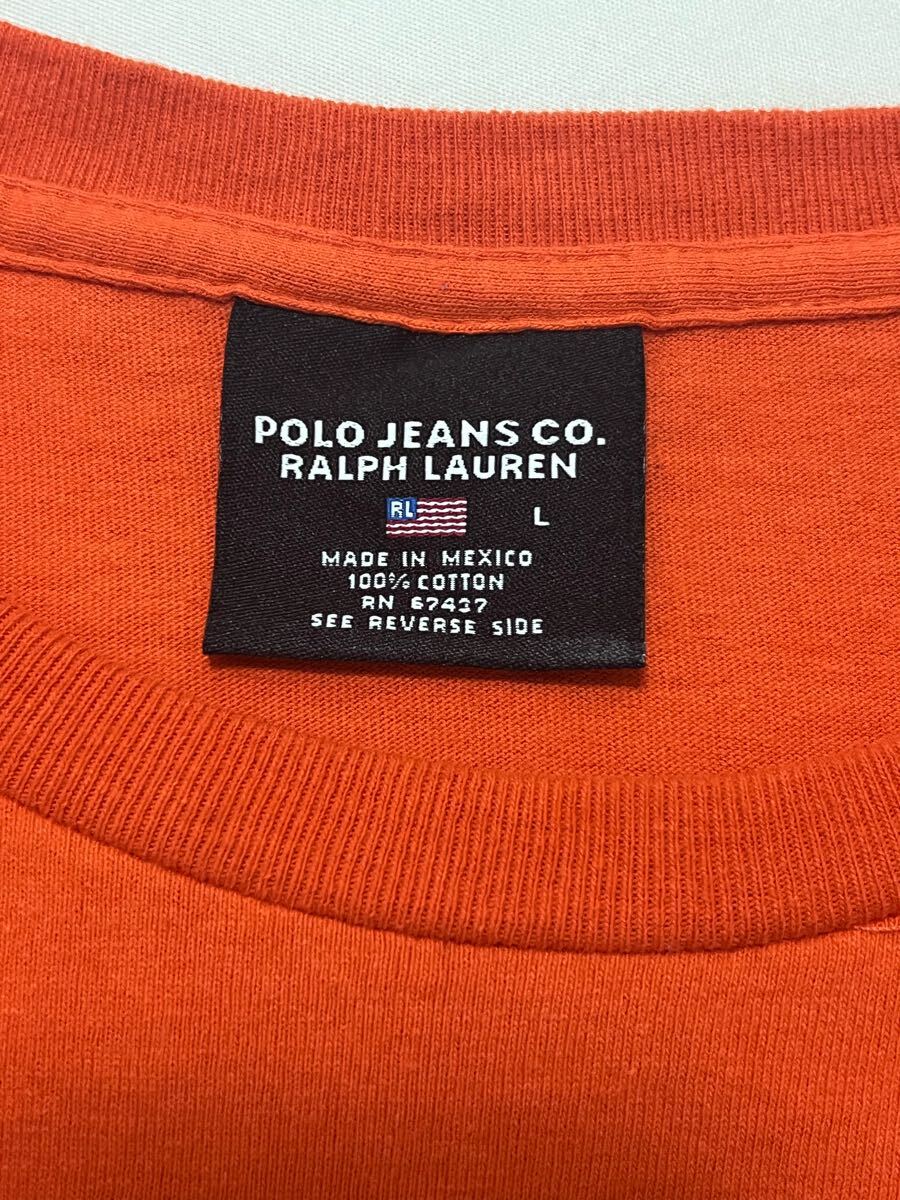 POLO JEANS CO.
RALPH LAUREN
RL L
MADE IN MEXICO
100% COTTON
RN 67437
SEE REVERSE SIDE